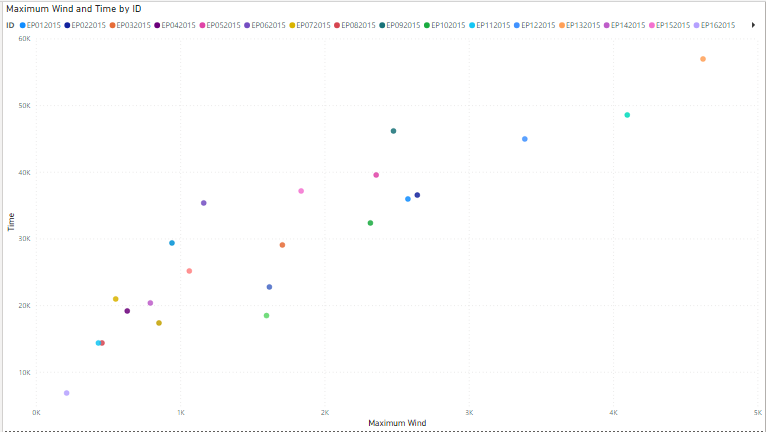 Maximum Wind and Time by ID
ID EP012015 EP022015 EP032015 EP042015 EP052015 EP062015 EP072015 EP082015 EP092015 EP102015 EP112015 EP122015 EP132015 EP142015 EP152015 EP162015
60K
50K
40K
30K
20K
10K
Time
0K 1K 2K 3K 4K 5K
Maximum Wind